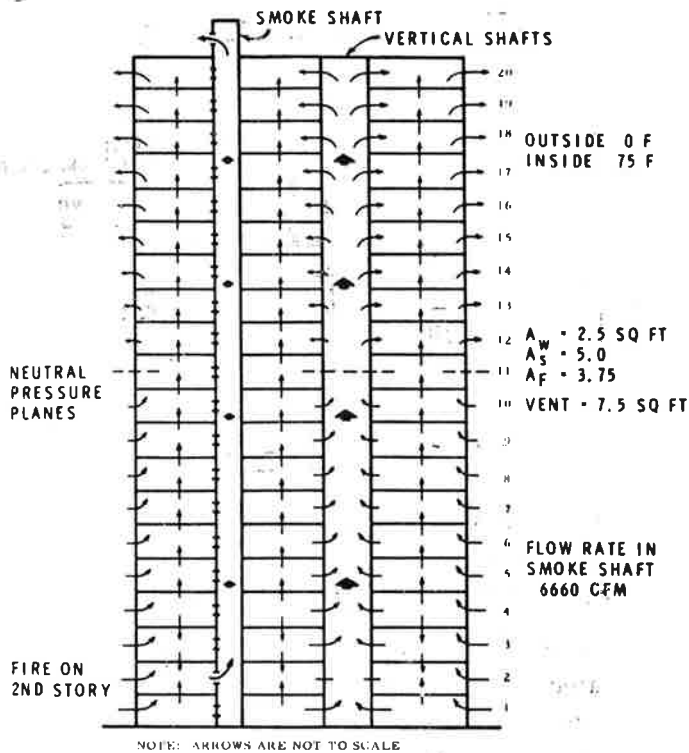 SMOKE SHAFT
VERTICAL SHAFTS
20
19
18
17
16
15
14
13
12
11
10
9
8
7
6
5
4
3
2
1
OUTSIDE 0 F
INSIDE 75 F
A_W = 2.5 SQ FT
A_S = 5.0
A_F = 3.75
VENT = 7.5 SQ FT
NEUTRAL
PRESSURE
PLANES
FLOW RATE IN
SMOKE SHAFT
6660 CFM
FIRE ON
2ND STORY
NOTE: ARROWS ARE NOT TO SCALE